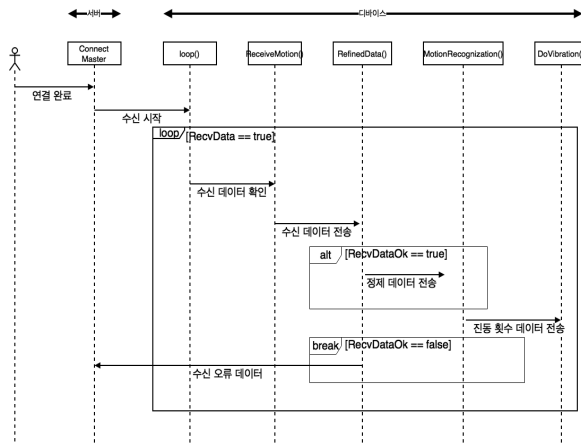 서버
디바이스
Connect
Master
loop()
ReceiveMotion()
RefinedData()
MotionRecognization()
DoVibration()
연결 완료
수신 시작
loop
[RecvData == true]
수신 데이터 확인
수신 데이터 전송
alt
[RecvDataOk == true]
정제 데이터 전송
진동 횟수 데이터 전송
break
[RecvDataOk == false]
수신 오류 데이터